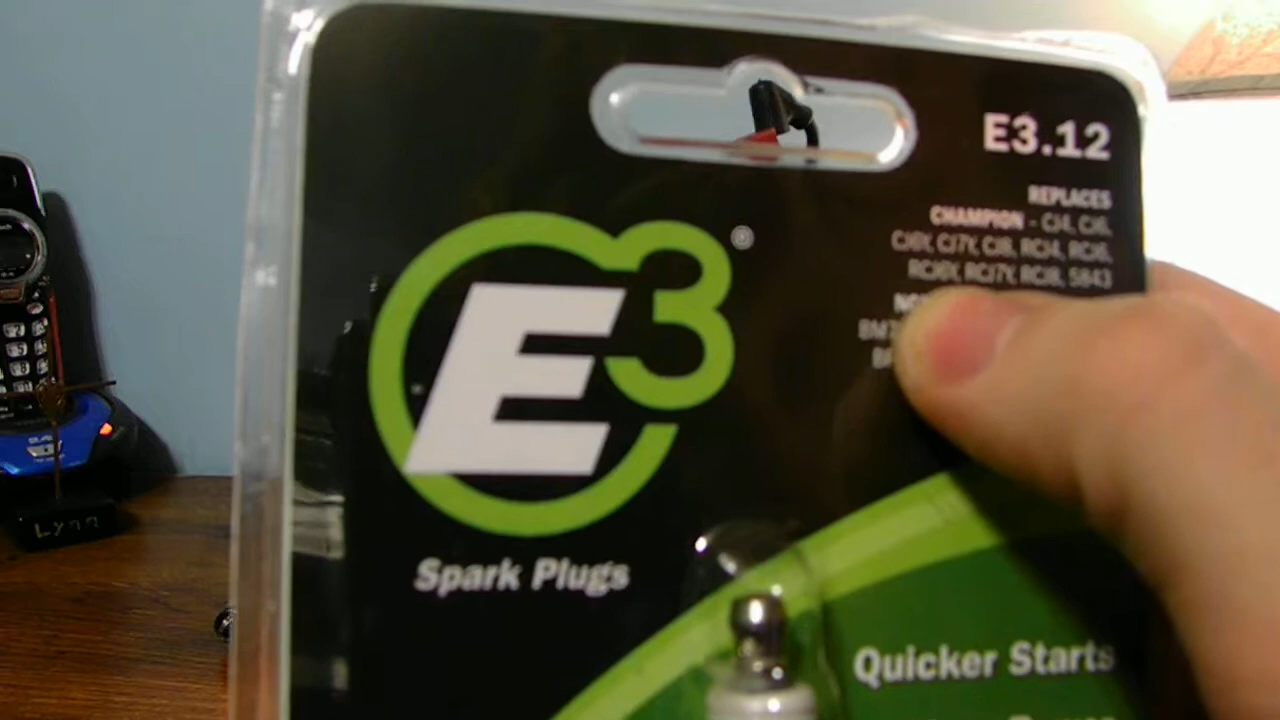 E3.12
REPLACES
CHAMPION - CJ4, CJ6,
CJ6Y, CJ7Y, CJ8, RCJ4, RCJ6,
RCJ6Y, RCJ7Y, RCJ8, 5843
E3®
Spark Plugs
Quicker Starts
Lynn